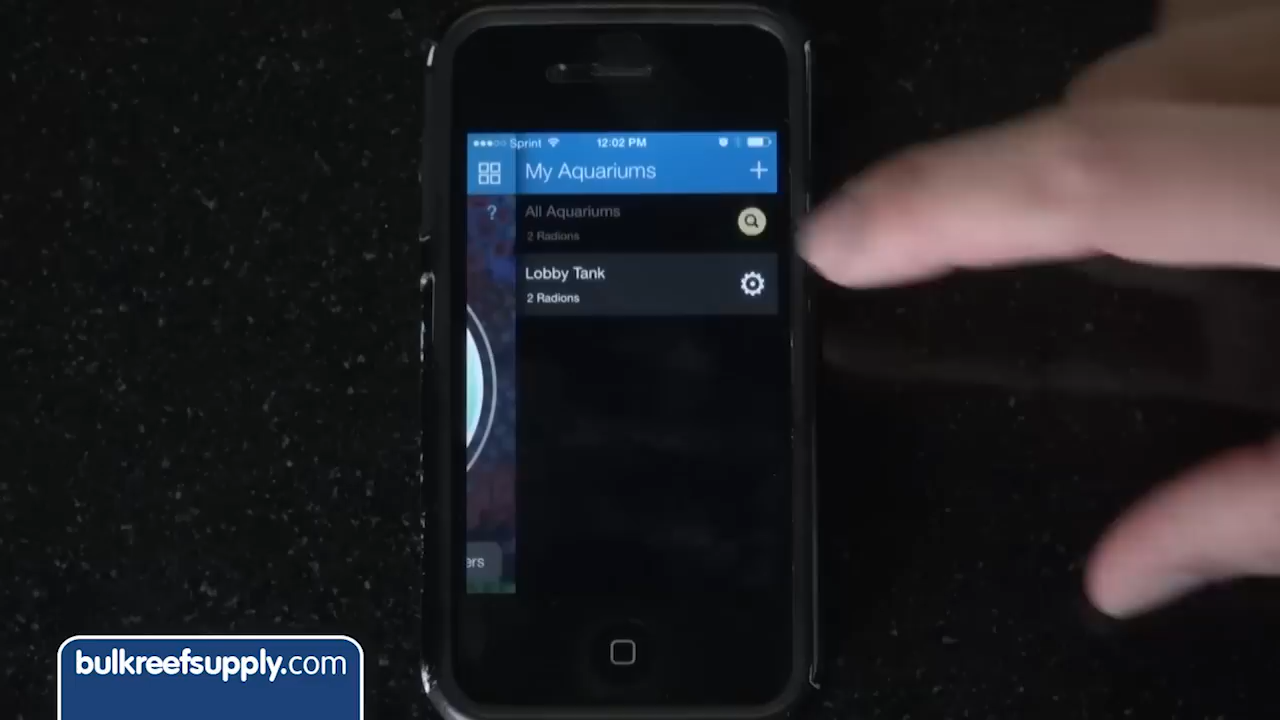 Sprint 12:02 PM
My Aquariums +
?
All Aquariums
2 Radions
Lobby Tank
2 Radions
ers
bulkreefsupply.com